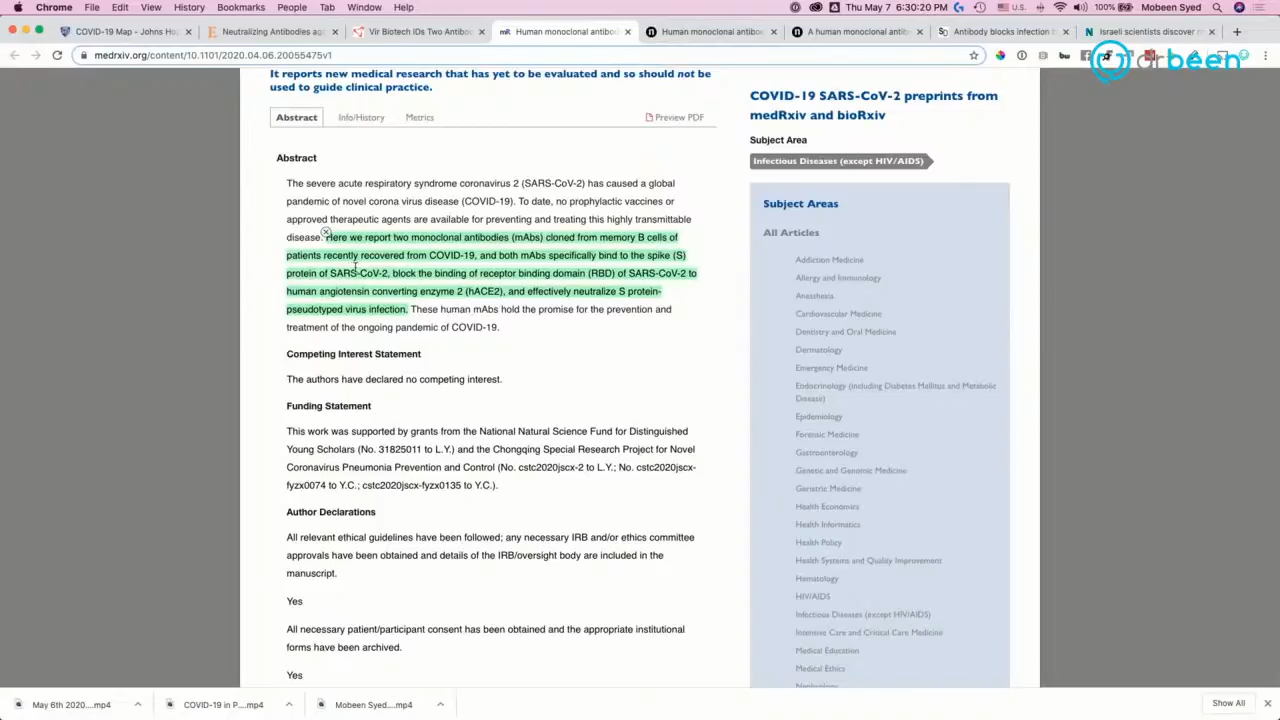 Chrome File Edit View History Bookmarks People Tab Window Help
U.S. 100% Thu May 7 6:30:20 PM Mobeen Syed
COVID-19 Map - Johns Ho
Neutralizing Antibodies aga
Vir Biotech IDs Two Antiboc
Human monoclonal antibod
Human monoclonal antibod
A human monoclonal antibo
Antibody blocks infection b
Israeli scientists discover m
medrxiv.org/content/10.1101/2020.04.06.20055475v1
drbeen
It reports new medical research that has yet to be evaluated and so should not be
used to guide clinical practice.
Abstract Info/History Metrics Preview PDF
Abstract
The severe acute respiratory syndrome coronavirus 2 (SARS-CoV-2) has caused a global
pandemic of novel corona virus disease (COVID-19). To date, no prophylactic vaccines or
approved therapeutic agents are available for preventing and treating this highly transmittable
disease. Here we report two monoclonal antibodies (mAbs) cloned from memory B cells of
patients recently recovered from COVID-19, and both mAbs specifically bind to the spike (S)
protein of SARS-CoV-2, block the binding of receptor binding domain (RBD) of SARS-CoV-2 to
human angiotensin converting enzyme 2 (hACE2), and effectively neutralize S protein-
pseudotyped virus infection. These human mAbs hold the promise for the prevention and
treatment of the ongoing pandemic of COVID-19.
Competing Interest Statement
The authors have declared no competing interest.
Funding Statement
This work was supported by grants from the National Natural Science Fund for Distinguished
Young Scholars (No. 31825011 to L.Y.) and the Chongqing Special Research Project for Novel
Coronavirus Pneumonia Prevention and Control (No. cstc2020jscx-2 to L.Y.; No. cstc2020jscx-
fyzx0074 to Y.C.; cstc2020jscx-fyzx0135 to Y.C.).
Author Declarations
All relevant ethical guidelines have been followed; any necessary IRB and/or ethics committee
approvals have been obtained and details of the IRB/oversight body are included in the
manuscript.
Yes
All necessary patient/participant consent has been obtained and the appropriate institutional
forms have been archived.
Yes
COVID-19 SARS-CoV-2 preprints from
medRxiv and bioRxiv
Subject Area
Infectious Diseases (except HIV/AIDS)
Subject Areas
All Articles
Addiction Medicine
Allergy and Immunology
Anesthesia
Cardiovascular Medicine
Dentistry and Oral Medicine
Dermatology
Emergency Medicine
Endocrinology (including Diabetes Mellitus and Metabolic
Disease)
Epidemiology
Forensic Medicine
Gastroenterology
Genetic and Genomic Medicine
Geriatric Medicine
Health Economics
Health Informatics
Health Policy
Health Systems and Quality Improvement
Hematology
HIV/AIDS
Infectious Diseases (except HIV/AIDS)
Intensive Care and Critical Care Medicine
Medical Education
Medical Ethics
Nephrology
May 6th 2020....mp4
COVID-19 in P....mp4
Mobeen Syed....mp4
Show All